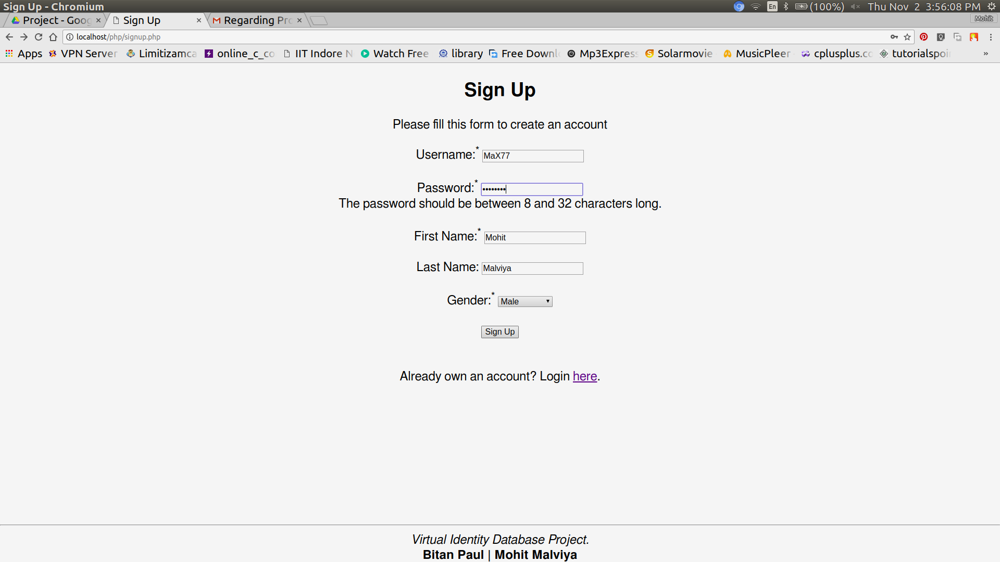 Sign Up - Chromium
En
(100%)
Thu Nov 2 3:56:08 PM
Project - Goog
Sign Up
Regarding Pro
Mohit
localhost/php/signup.php
Apps
VPN Server
Limitizamca
online_c_co
IIT Indore N
Watch Free
library
Free Downl
Mp3Express
Solarmovie
MusicPleer
cplusplus.co
tutorialspoin
»
Sign Up
Please fill this form to create an account
Username:* MaX77
Password:* ••••••••
The password should be between 8 and 32 characters long.
First Name:* Mohit
Last Name: Malviya
Gender:* Male
Sign Up
Already own an account? Login here.
Virtual Identity Database Project.
Bitan Paul | Mohit Malviya